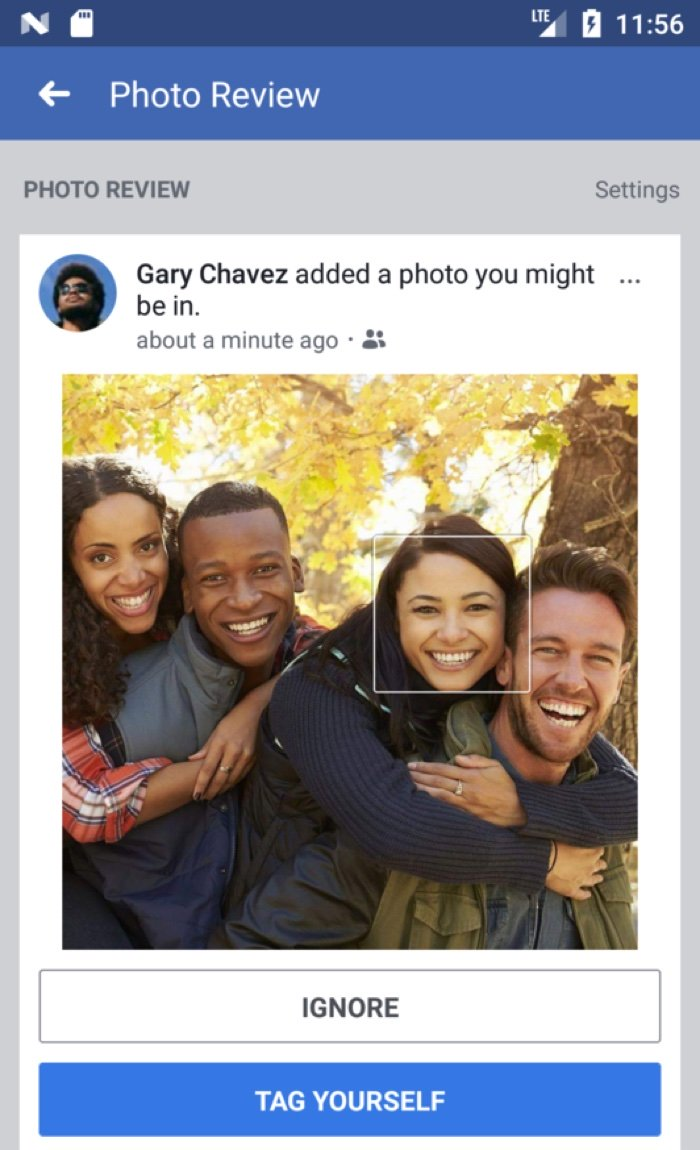 LTE 11:56
Photo Review
PHOTO REVIEW Settings
Gary Chavez added a photo you might ...
be in.
about a minute ago ·
IGNORE
TAG YOURSELF